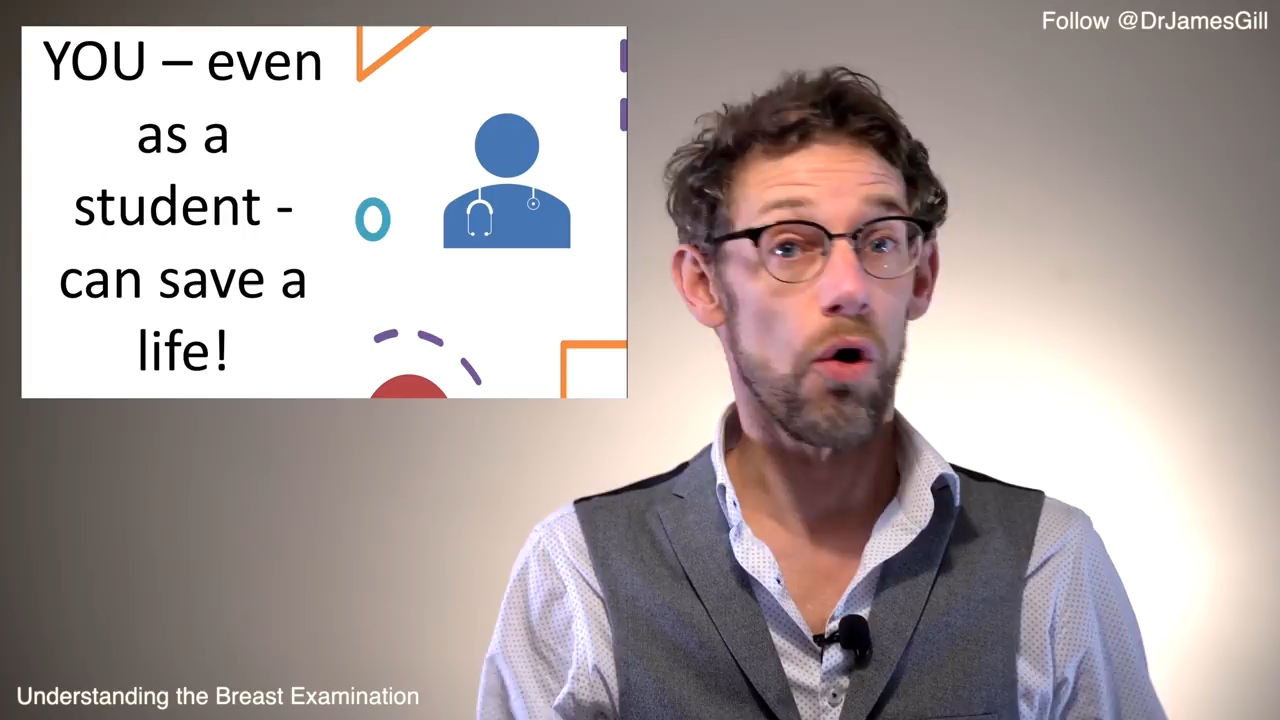 Follow @DrJamesGill
YOU – even
as a
student -
can save a
life!
Understanding the Breast Examination